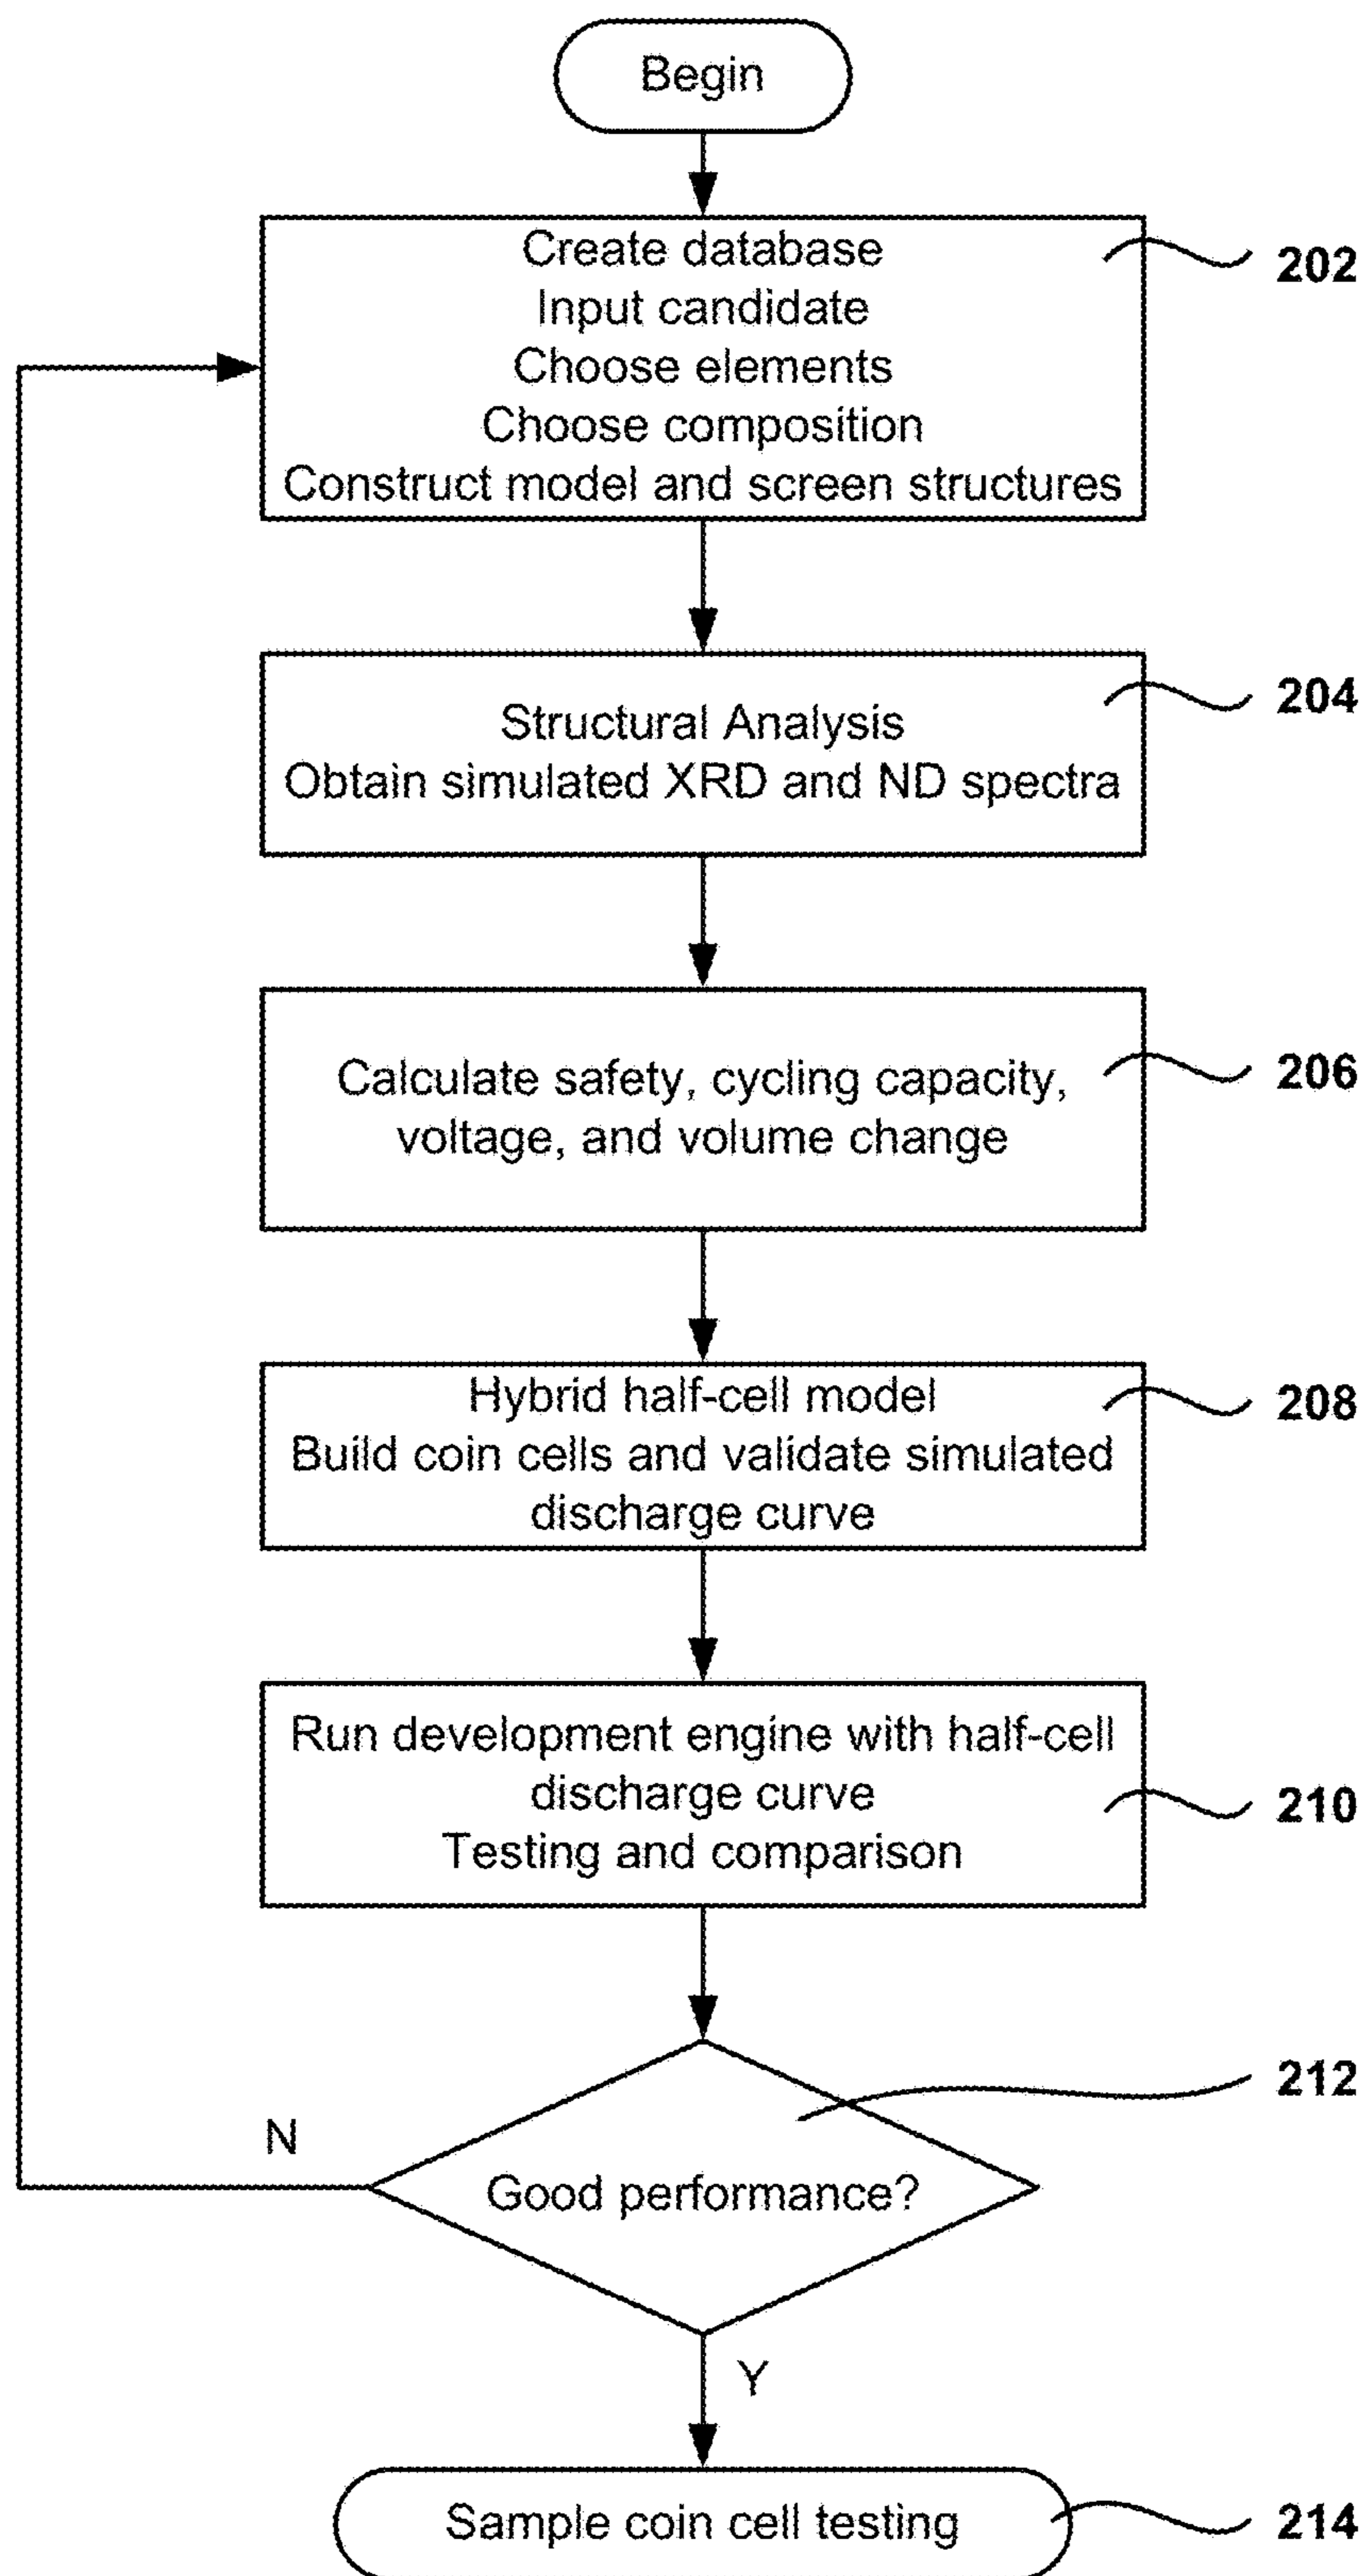 Begin
Create database
202
Input candidate
Choose elements
Choose composition
Construct model and screen structures
204
Structural Analysis
Obtain simulated XRD and ND spectra
206
Calculate safety, cycling capacity,
voltage, and volume change
Hybrid half-cell model
208
Build coin cells and validate simulated
discharge curve
Run development engine with half-cell
discharge curve
210
Testing and comparison
212
N
Good performance?
Y
Sample coin cell testing
214